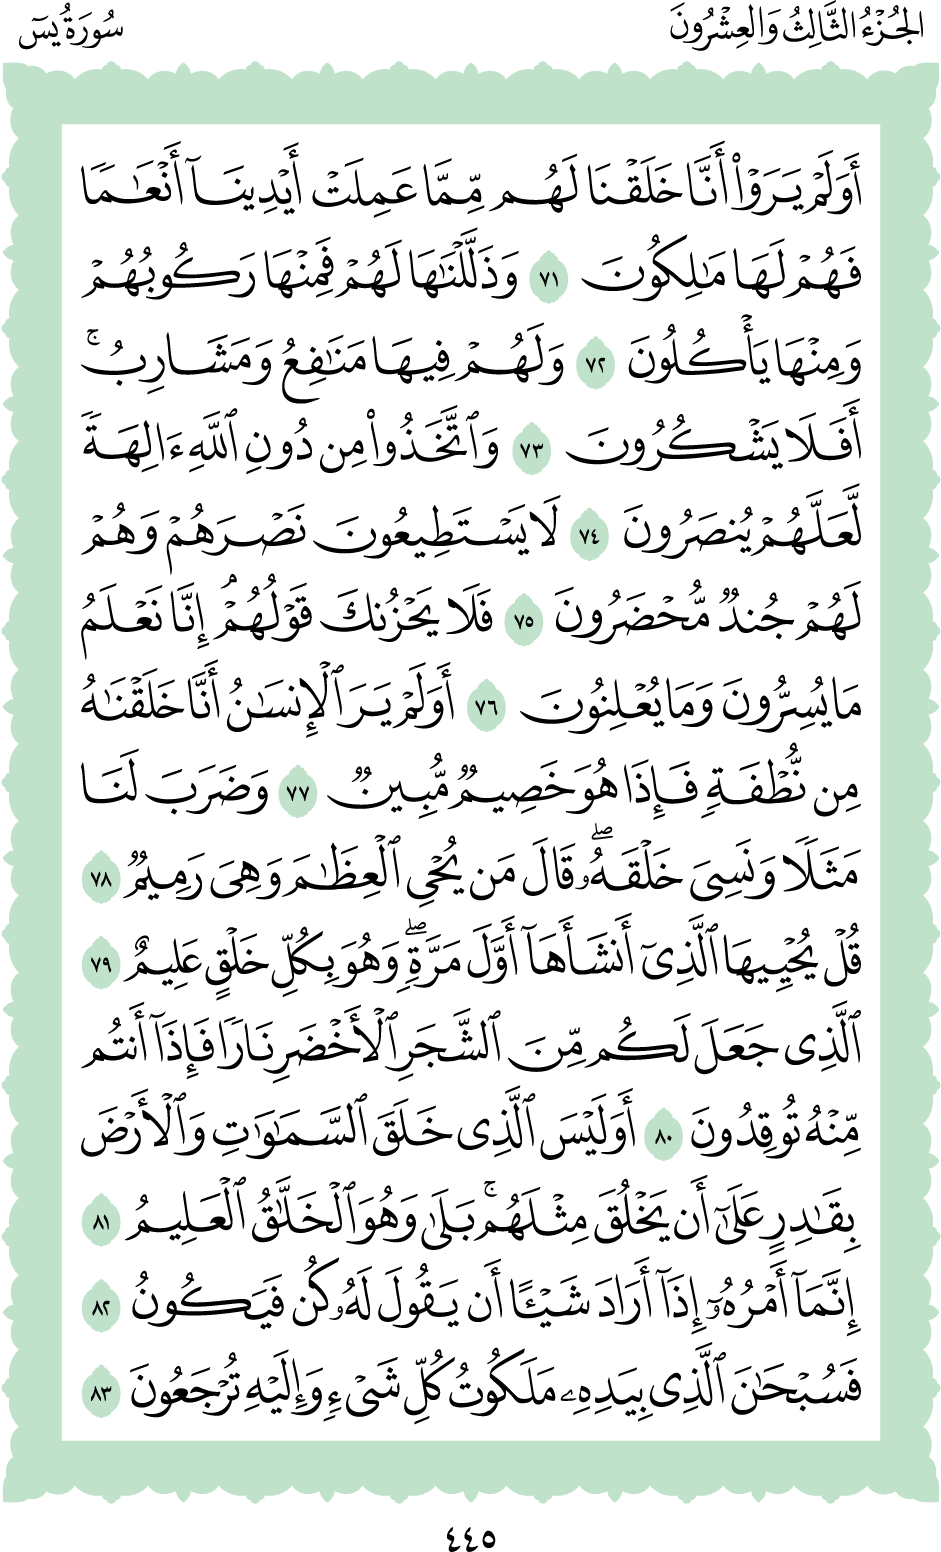 الجُزْءُ الثَّالِثُ وَالعِشْرُونَ
سُورَةُ يسٓ
أَوَلَمْ يَرَوْاْ أَنَّا خَلَقْنَا لَهُم مِّمَّا عَمِلَتْ أَيْدِينَآ أَنْعَٰمًا
فَهُمْ لَهَا مَٰلِكُونَ ٧١ وَذَلَّلْنَٰهَا لَهُمْ فَمِنْهَا رَكُوبُهُمْ
وَمِنْهَا يَأْكُلُونَ ٧٢ وَلَهُمْ فِيهَا مَنَٰفِعُ وَمَشَارِبُۚ
أَفَلَا يَشْكُرُونَ ٧٣ وَٱتَّخَذُواْ مِن دُونِ ٱللَّهِ ءَالِهَةً
لَّعَلَّهُمْ يُنصَرُونَ ٧٤ لَا يَسْتَطِيعُونَ نَصْرَهُمْ وَهُمْ
لَهُمْ جُندٌ مُّحْضَرُونَ ٧٥ فَلَا يَحْزُنكَ قَوْلُهُمْۘ إِنَّا نَعْلَمُ
مَا يُسِرُّونَ وَمَا يُعْلِنُونَ ٧٦ أَوَلَمْ يَرَ ٱلْإِنسَٰنُ أَنَّا خَلَقْنَٰهُ
مِن نُّطْفَةٍ فَإِذَا هُوَ خَصِيمٌ مُّبِينٌ ٧٧ وَضَرَبَ لَنَا
مَثَلًا وَنَسِىَ خَلْقَهُۥۖ قَالَ مَن يُحْىِ ٱلْعِظَٰمَ وَهِىَ رَمِيمٌ ٧٨
قُلْ يُحْيِيهَا ٱلَّذِىٓ أَنشَأَهَآ أَوَّلَ مَرَّةٍۖ وَهُوَ بِكُلِّ خَلْقٍ عَلِيمٌ ٧٩
ٱلَّذِى جَعَلَ لَكُم مِّنَ ٱلشَّجَرِ ٱلْأَخْضَرِ نَارًا فَإِذَآ أَنتُم
مِّنْهُ تُوقِدُونَ ٨٠ أَوَلَيْسَ ٱلَّذِى خَلَقَ ٱلسَّمَٰوَٰتِ وَٱلْأَرْضَ
بِقَٰدِرٍ عَلَىٰٓ أَن يَخْلُقَ مِثْلَهُمۚ بَلَىٰ وَهُوَ ٱلْخَلَّٰقُ ٱلْعَلِيمُ ٨١
إِنَّمَآ أَمْرُهُۥٓ إِذَآ أَرَادَ شَيْـًٔا أَن يَقُولَ لَهُۥ كُن فَيَكُونُ ٨٢
فَسُبْحَٰنَ ٱلَّذِى بِيَدِهِۦ مَلَكُوتُ كُلِّ شَىْءٍ وَإِلَيْهِ تُرْجَعُونَ ٨٣
٤٤٥